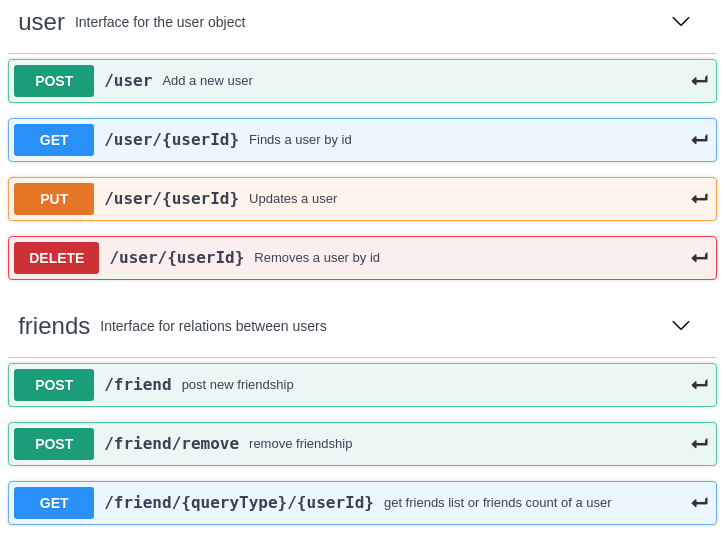 user Interface for the user object
POST /user Add a new user
GET /user/{userId} Finds a user by id
PUT /user/{userId} Updates a user
DELETE /user/{userId} Removes a user by id
friends Interface for relations between users
POST /friend post new friendship
POST /friend/remove remove friendship
GET /friend/{queryType}/{userId} get friends list or friends count of a user